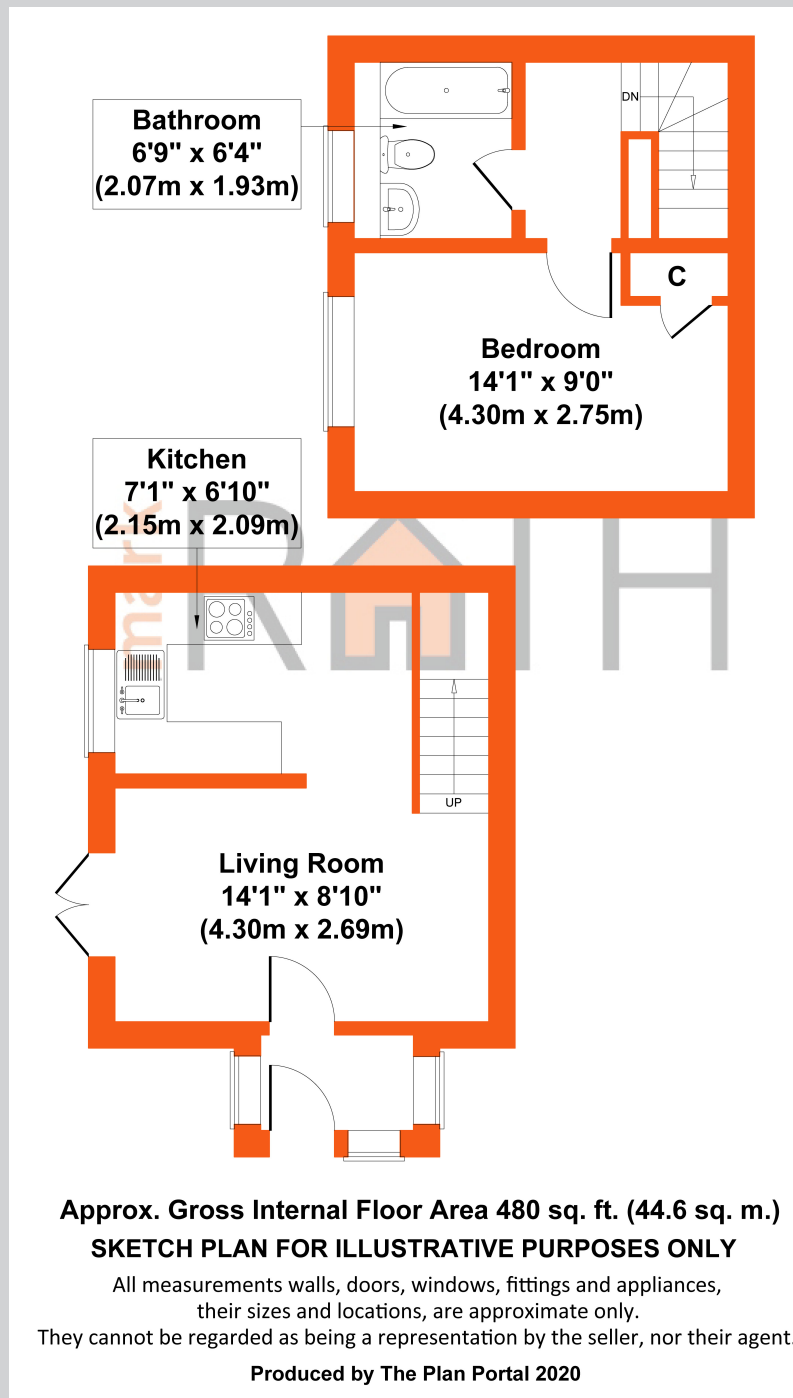 Bathroom
6'9" x 6'4"
(2.07m x 1.93m)
DN
C
Bedroom
14'1" x 9'0"
(4.30m x 2.75m)
Kitchen
7'1" x 6'10"
(2.15m x 2.09m)
mark
RAITH
UP
Living Room
14'1" x 8'10"
(4.30m x 2.69m)
Approx. Gross Internal Floor Area 480 sq. ft. (44.6 sq. m.)
SKETCH PLAN FOR ILLUSTRATIVE PURPOSES ONLY
All measurements walls, doors, windows, fittings and appliances,
their sizes and locations, are approximate only.
They cannot be regarded as being a representation by the seller, nor their agent.
Produced by The Plan Portal 2020